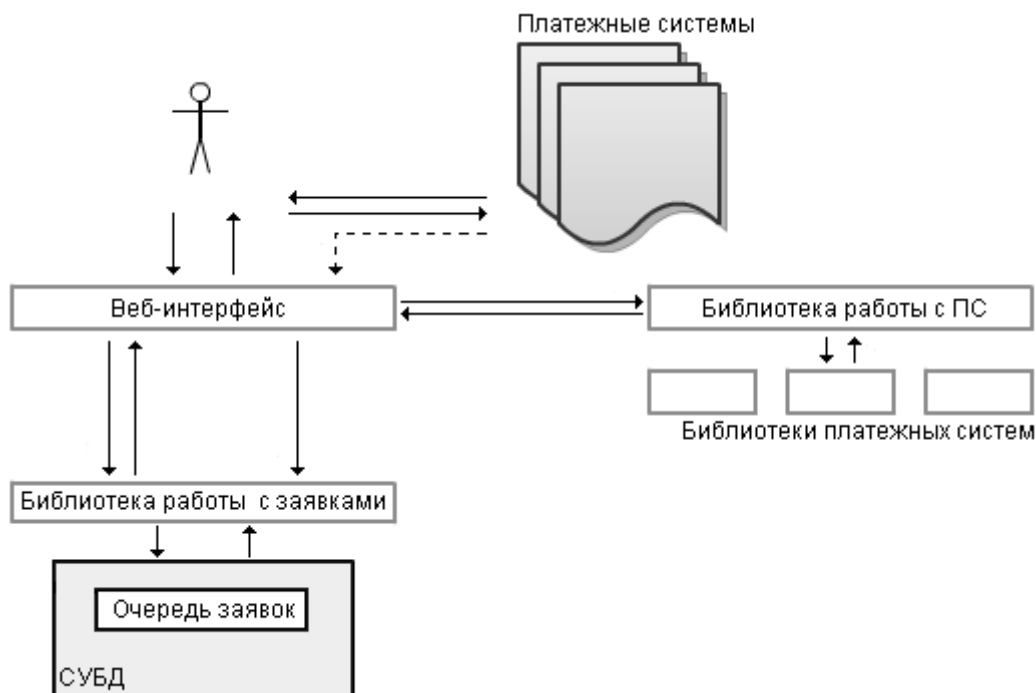 Платежные системы
Веб-интерфейс
Библиотека работы с ПС
Библиотеки платежных систем
Библиотека работы с заявками
Очередь заявок
СУБД